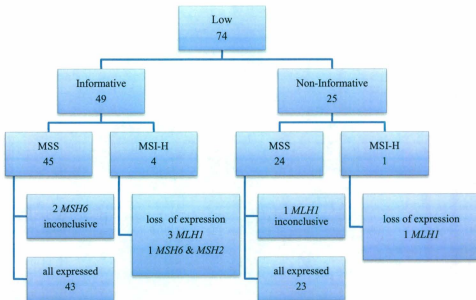 Low
74
Informative
49
Non-Informative
25
MSS
45
MSI-H
4
MSS
24
MSI-H
1
2 MSH6
inconclusive
loss of expression
3 MLH1
1 MSH6 & MSH2
1 MLH1
inconclusive
loss of expression
1 MLH1
all expressed
43
all expressed
23